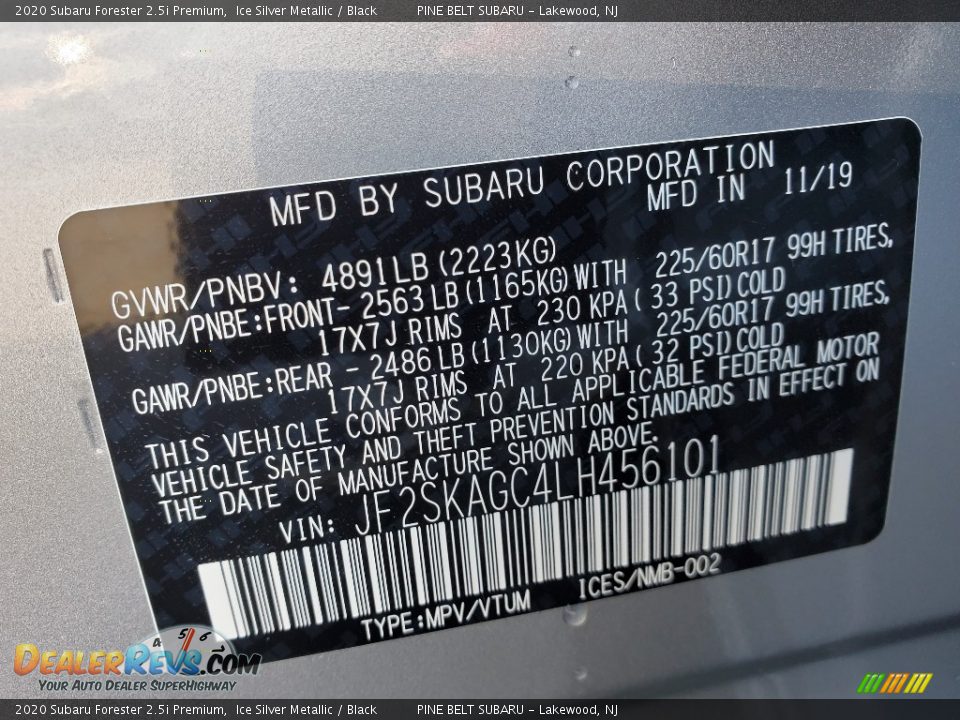 2020 Subaru Forester 2.5i Premium, Ice Silver Metallic / Black PINE BELT SUBARU - Lakewood, NJ
MFD BY SUBARU CORPORATION
MFD IN 11/19
GVWR/PNBV: 4891LB (2223KG)
GAWR/PNBE:FRONT- 2563 LB (1165KG) WITH 225/60R17 99H TIRES,
17X7J RIMS AT 230 KPA ( 33 PSI) COLD
GAWR/PNBE:REAR - 2486 LB (1130KG) WITH 225/60R17 99H TIRES,
17X7J RIMS AT 220 KPA ( 32 PSI) COLD
THIS VEHICLE CONFORMS TO ALL APPLICABLE FEDERAL MOTOR
VEHICLE SAFETY AND THEFT PREVENTION STANDARDS IN EFFECT ON
THE DATE OF MANUFACTURE SHOWN ABOVE.
VIN: JF2SKAGC4LH456101
TYPE:MPV/VTUM ICES/NMB-002
4 5 6
DEALERREVS.COM
YOUR AUTO DEALER SUPERHIGHWAY
2020 Subaru Forester 2.5i Premium, Ice Silver Metallic / Black PINE BELT SUBARU - Lakewood, NJ